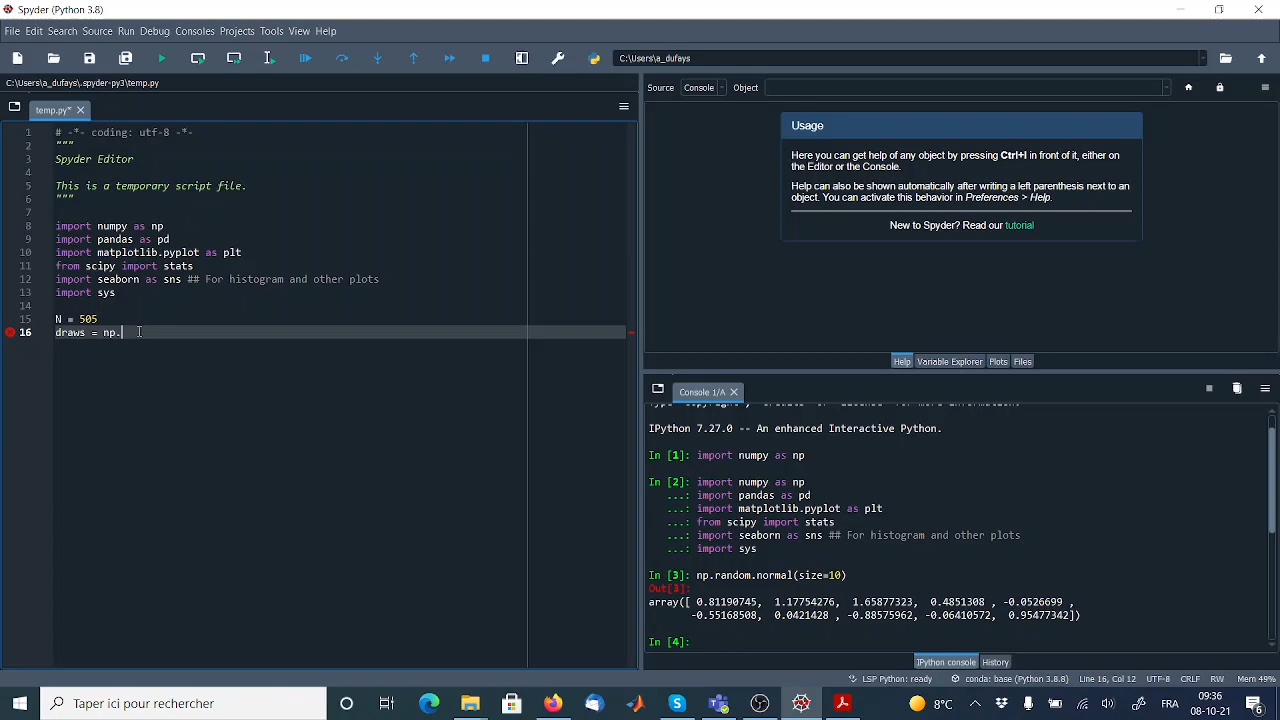 Spyder (Python 3.8)
File Edit Search Source Run Debug Consoles Projects Tools View Help
C:\Users\a_dufays
C:\Users\a_dufays\.spyder-py3\temp.py
temp.py*
1 # -*- coding: utf-8 -*-
2 """
3 Spyder Editor
4
5 This is a temporary script file.
6 """
7
8 import numpy as np
9 import pandas as pd
10 import matplotlib.pyplot as plt
11 from scipy import stats
12 import seaborn as sns ## For histogram and other plots
13 import sys
14
15 N = 505
16 draws = np.
Source Console Object
Usage
Here you can get help of any object by pressing Ctrl+I in front of it, either on
the Editor or the Console.
Help can also be shown automatically after writing a left parenthesis next to an
object. You can activate this behavior in Preferences > Help.
New to Spyder? Read our tutorial
Help Variable Explorer Plots Files
Console 1/A
IPython 7.27.0 -- An enhanced Interactive Python.
In [1]: import numpy as np
In [2]: import numpy as np
...: import pandas as pd
...: import matplotlib.pyplot as plt
...: from scipy import stats
...: import seaborn as sns ## For histogram and other plots
...: import sys
In [3]: np.random.normal(size=10)
Out[3]:
array([ 0.81190745, 1.17754276, 1.65877323, 0.4851308 , -0.0526699 ,
-0.55168508, 0.0421428 , -0.88575962, -0.06410572, 0.95477342])
In [4]:
IPython console History
LSP Python: ready conda: base (Python 3.8.8) Line 16, Col 12 UTF-8 CRLF RW Mem 49%
Taper ici pour rechercher
8°C FRA 09:36
08-10-21